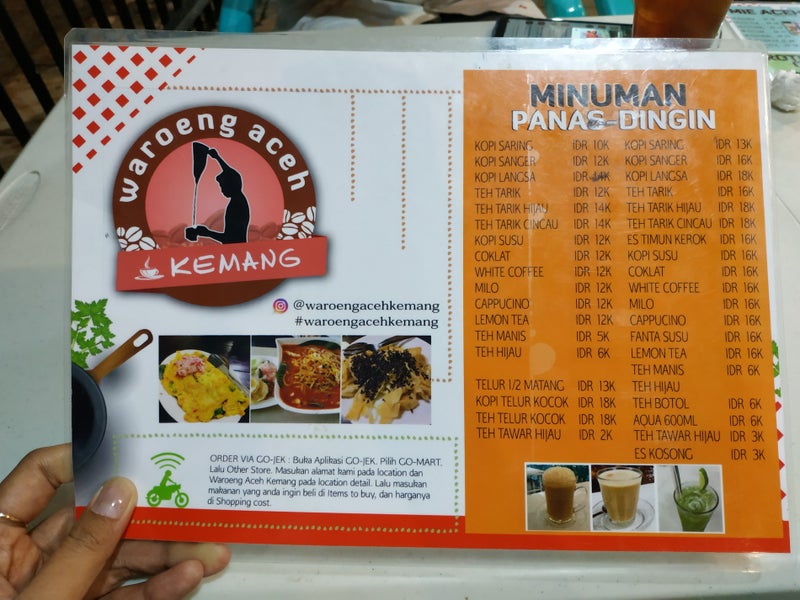 waroeng aceh
KEMANG
@waroengacehkemang
#waroengacehkemang
ORDER VIA GO-JEK : Buka Aplikasi GO-JEK. Pilih GO-MART.
Lalu Other Store. Masukan alamat kami pada location dan
Waroeng Aceh Kemang pada location detail. Lalu masukan
makanan yang anda ingin beli di Items to buy, dan harganya
di Shopping cost.
MINUMAN
PANAS-DINGIN
KOPI SARING IDR 10K
KOPI SANGER IDR 12K
KOPI LANGSA IDR 14K
TEH TARIK IDR 12K
TEH TARIK HIJAU IDR 14K
TEH TARIK CINCAU IDR 14K
KOPI SUSU IDR 12K
COKLAT IDR 12K
WHITE COFFEE IDR 12K
MILO IDR 12K
CAPPUCINO IDR 12K
LEMON TEA IDR 12K
TEH MANIS IDR 5K
TEH HIJAU IDR 6K
TELUR 1/2 MATANG IDR 13K
KOPI TELUR KOCOK IDR 18K
TEH TELUR KOCOK IDR 18K
TEH TAWAR HIJAU IDR 2K
KOPI SARING IDR 13K
KOPI SANGER IDR 16K
KOPI LANGSA IDR 18K
TEH TARIK IDR 16K
TEH TARIK HIJAU IDR 18K
TEH TARIK CINCAU IDR 18K
ES TIMUN KEROK IDR 16K
KOPI SUSU IDR 16K
COKLAT IDR 16K
WHITE COFFEE IDR 16K
MILO IDR 16K
CAPPUCINO IDR 16K
FANTA SUSU IDR 16K
LEMON TEA IDR 16K
TEH MANIS IDR 6K
TEH HIJAU
TEH BOTOL IDR 6K
AQUA 600ML IDR 6K
TEH TAWAR HIJAU IDR 3K
ES KOSONG IDR 3K